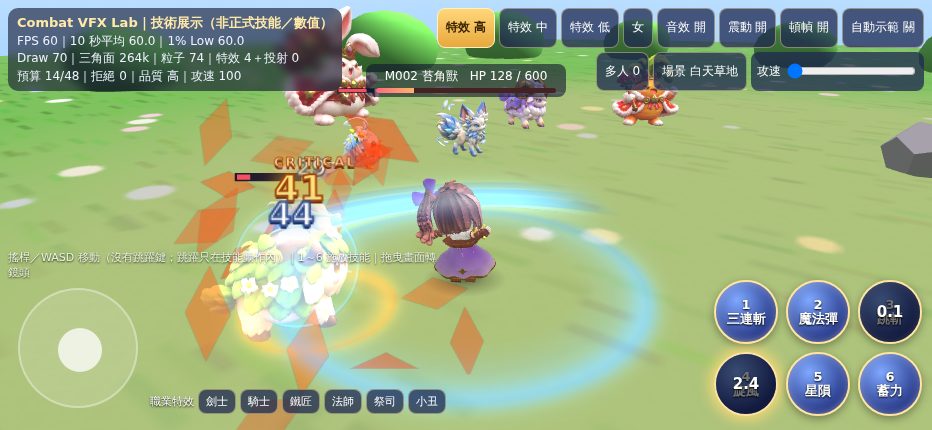 Combat VFX Lab｜技術展示（非正式技能／數值）
FPS 60｜10 秒平均 60.0｜1% Low 60.0
Draw 70｜三角面 264k｜粒子 74｜特效 4＋投射 0
預算 14/48｜拒絕 0｜品質 高｜攻速 100
特效 高
特效 中
特效 低
女
音效 開
震動 開
頓幀 開
自動示範 關
多人 0
場景 白天草地
攻速
M002 苔角獸 HP 128 / 600
CRITICAL
41
44
搖桿／WASD 移動（沒有跳躍鍵；跳躍只在技能動作內）｜1～6 施放技能｜拖曳畫面轉
鏡頭
1
三連斬
2
魔法彈
3
0.1
跳斬
4
2.4
旋風
5
星隕
6
蓄力
職業特效
劍士
騎士
鐵匠
法師
祭司
小丑